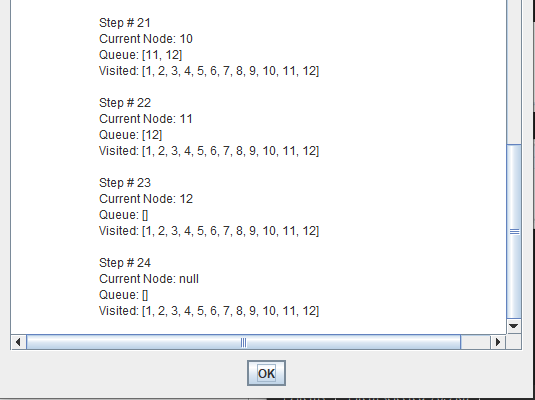 Step # 21
Current Node: 10
Queue: [11, 12]
Visited: [1, 2, 3, 4, 5, 6, 7, 8, 9, 10, 11, 12]
Step # 22
Current Node: 11
Queue: [12]
Visited: [1, 2, 3, 4, 5, 6, 7, 8, 9, 10, 11, 12]
Step # 23
Current Node: 12
Queue: []
Visited: [1, 2, 3, 4, 5, 6, 7, 8, 9, 10, 11, 12]
Step # 24
Current Node: null
Queue: []
Visited: [1, 2, 3, 4, 5, 6, 7, 8, 9, 10, 11, 12]
OK